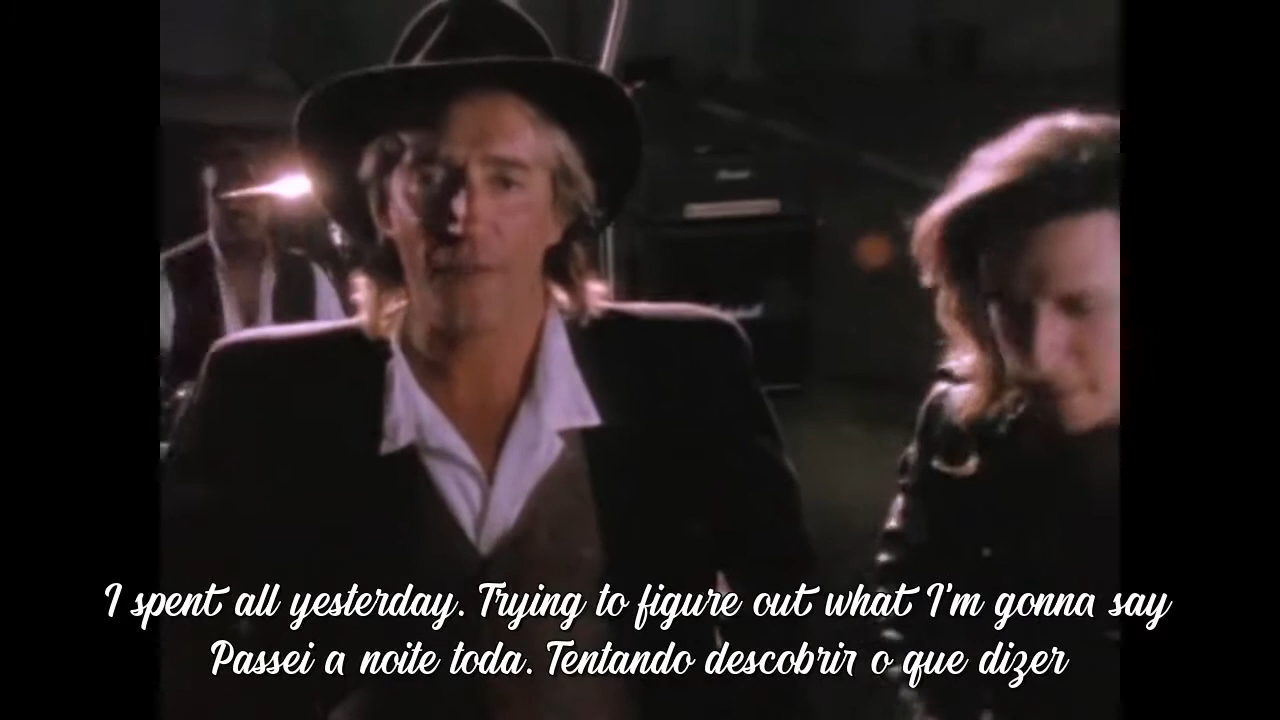 I spent all yesterday. Trying to figure out what I'm gonna say
Passei a noite toda. Tentando descobrir o que dizer